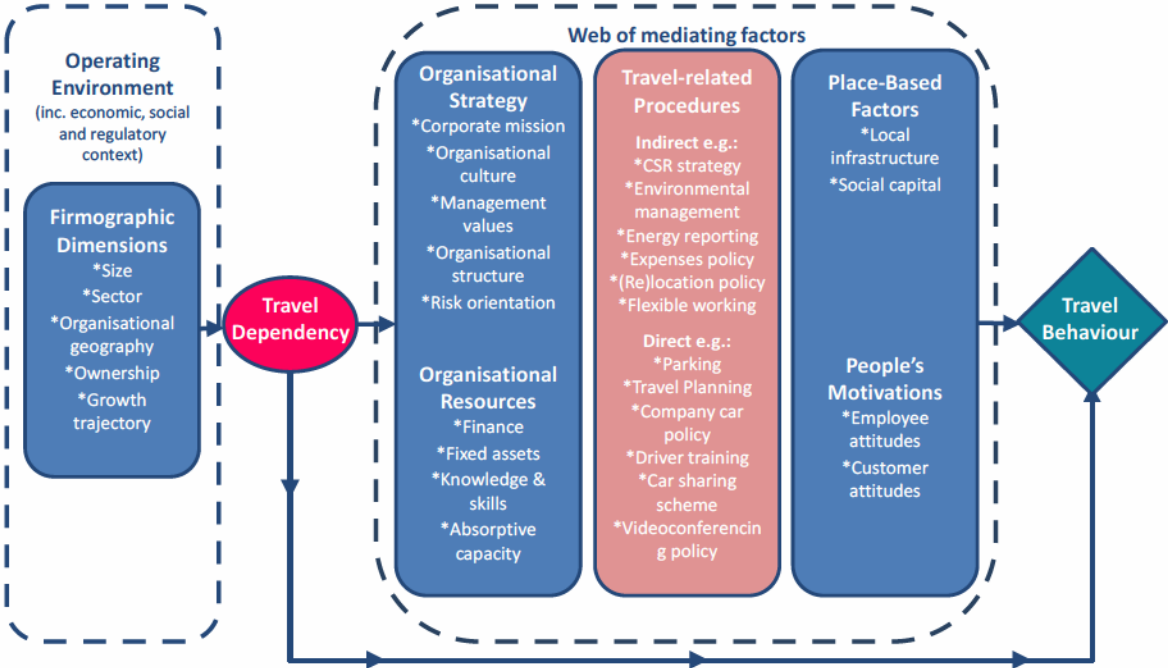 Operating
Environment
(inc. economic, social
and regulatory
context)
Firmographic
Dimensions
*Size
*Sector
*Organisational
geography
*Ownership
*Growth
trajectory
Travel
Dependency
Web of mediating factors
Organisational
Strategy
*Corporate mission
*Organisational
culture
*Management
values
*Organisational
structure
*Risk orientation
Organisational
Resources
*Finance
*Fixed assets
*Knowledge &
skills
*Absorptive
capacity
Travel-related
Procedures
Indirect e.g.:
*CSR strategy
*Environmental
management
*Energy reporting
*Expenses policy
*(Re)location policy
*Flexible working
Direct e.g.:
*Parking
*Travel Planning
*Company car
policy
*Driver training
*Car sharing
scheme
*Videoconferencin
g policy
Place-Based
Factors
*Local
infrastructure
*Social capital
People’s
Motivations
*Employee
attitudes
*Customer
attitudes
Travel
Behaviour